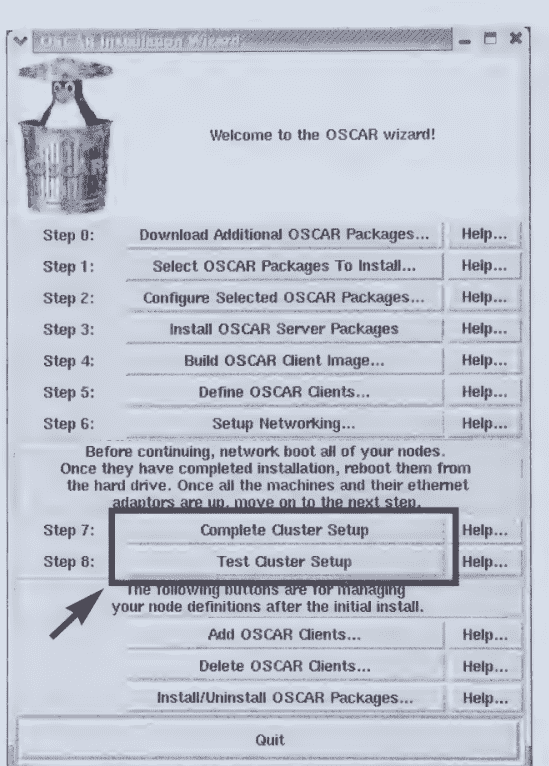 OSCAR Installation Wizard
OSCAR
Welcome to the OSCAR wizard!
Step 0: Download Additional OSCAR Packages... Help...
Step 1: Select OSCAR Packages To Install... Help...
Step 2: Configure Selected OSCAR Packages... Help...
Step 3: Install OSCAR Server Packages Help...
Step 4: Build OSCAR Client Image... Help...
Step 5: Define OSCAR Clients... Help...
Step 6: Setup Networking... Help...
Before continuing, network boot all of your nodes.
Once they have completed installation, reboot them from
the hard drive. Once all the machines and their ethernet
adaptors are up, move on to the next step.
Step 7: Complete Cluster Setup Help...
Step 8: Test Cluster Setup Help...
The following buttons are for managing
your node definitions after the initial install.
Add OSCAR Clients... Help...
Delete OSCAR Clients... Help...
Install/Uninstall OSCAR Packages... Help...
Quit